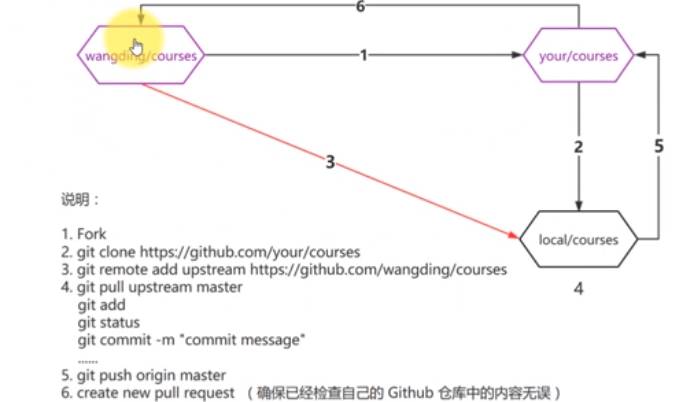 6
wangding/courses
1
your/courses
2
5
3
local/courses
4
说明：
1. Fork
2. git clone https://github.com/your/courses
3. git remote add upstream https://github.com/wangding/courses
4. git pull upstream master
git add
git status
git commit -m "commit message"
......
5. git push origin master
6. create new pull request （确保已经检查自己的 Github 仓库中的内容无误）